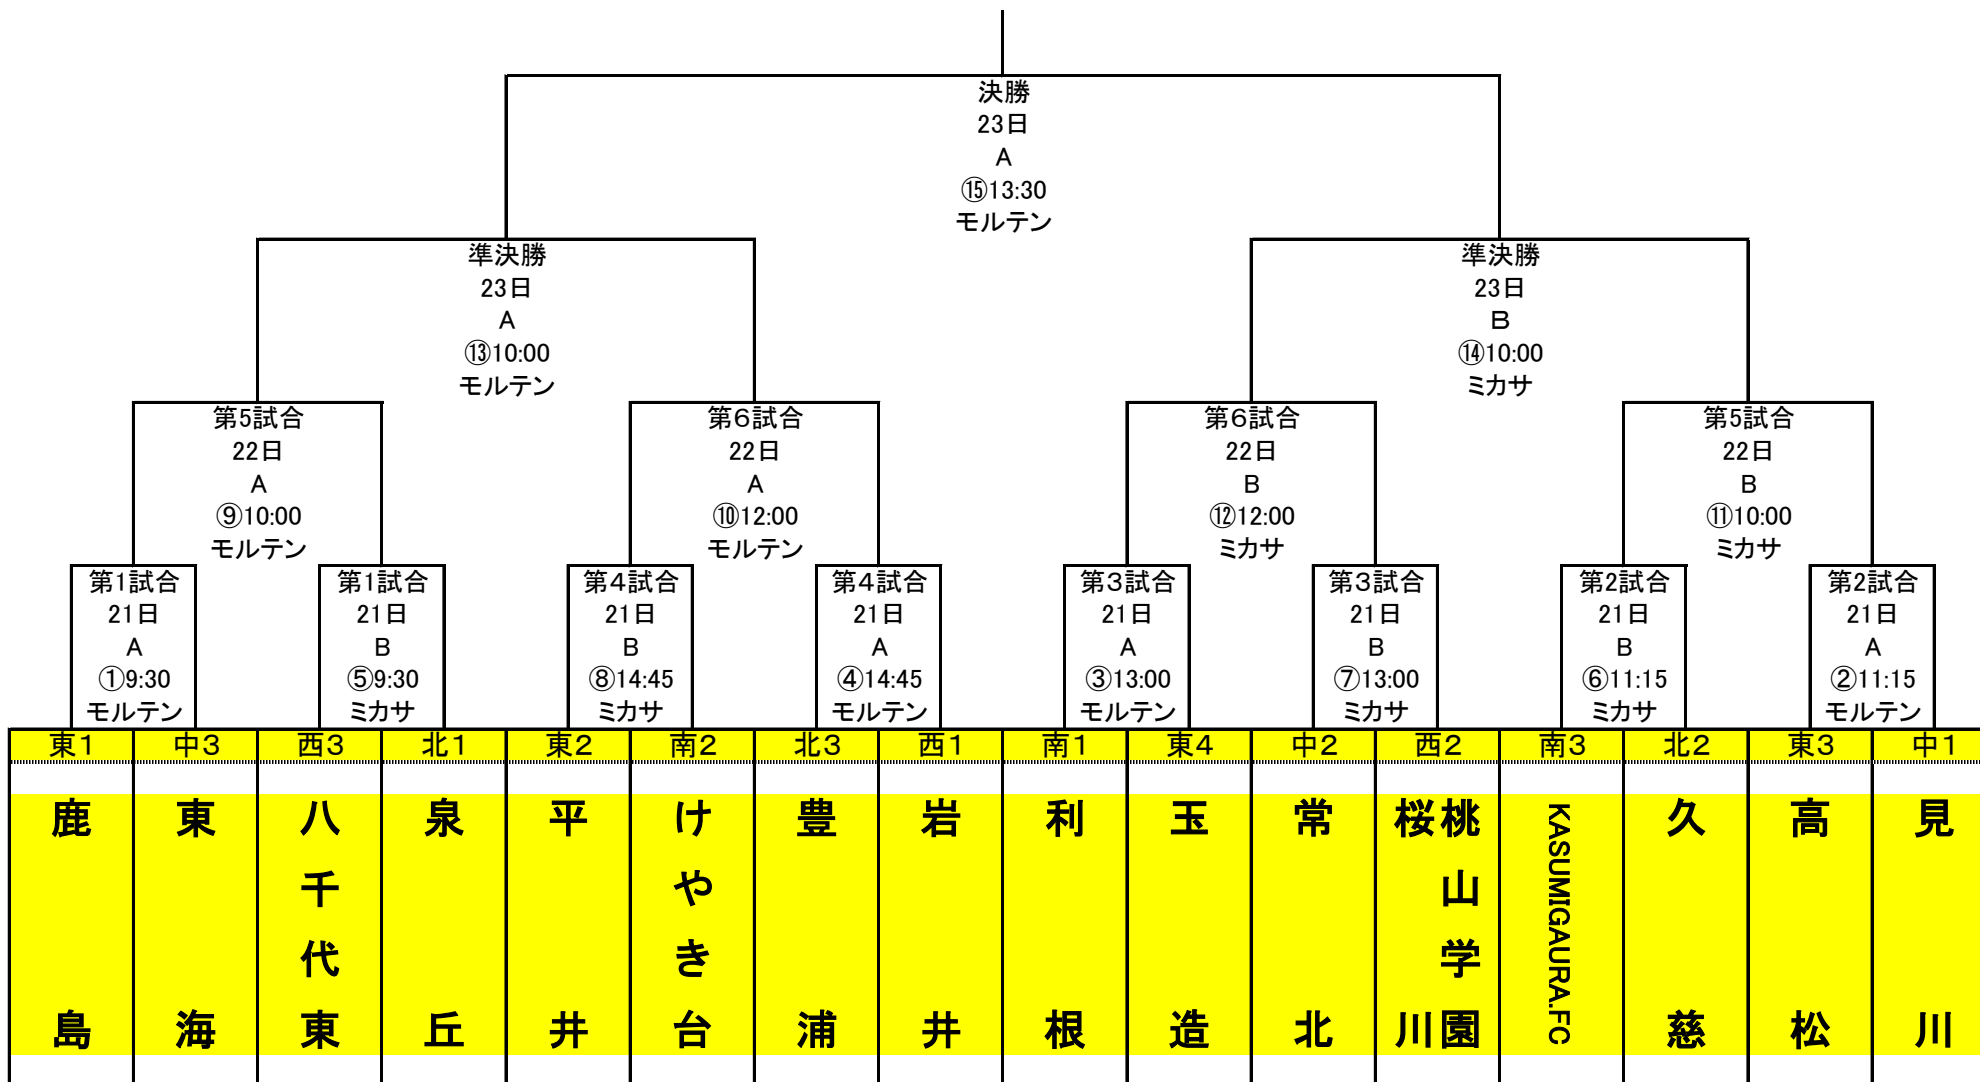 決勝
23日
A
⑮13:30
モルテン
準決勝
23日
A
⑬10:00
モルテン
準決勝
23日
B
⑭10:00
ミカサ
第5試合
22日
A
⑨10:00
モルテン
第6試合
22日
A
⑩12:00
モルテン
第6試合
22日
B
⑫12:00
ミカサ
第5試合
22日
B
⑪10:00
ミカサ
第1試合
21日
A
①9:30
モルテン
第1試合
21日
B
⑤9:30
ミカサ
第4試合
21日
B
⑧14:45
ミカサ
第4試合
21日
A
④14:45
モルテン
第3試合
21日
A
③13:00
モルテン
第3試合
21日
B
⑦13:00
ミカサ
第2試合
21日
B
⑥11:15
ミカサ
第2試合
21日
A
②11:15
モルテン
東1
中3
西3
北1
東2
南2
北3
西1
南1
東4
中2
西2
南3
北2
東3
中1
鹿島
東海
八千代東
泉丘
平井
けやき台
豊浦
岩井
利根
玉造
常北
桃山学園
桜川
KASUMIGAURA.FC
久慈
高松
見川